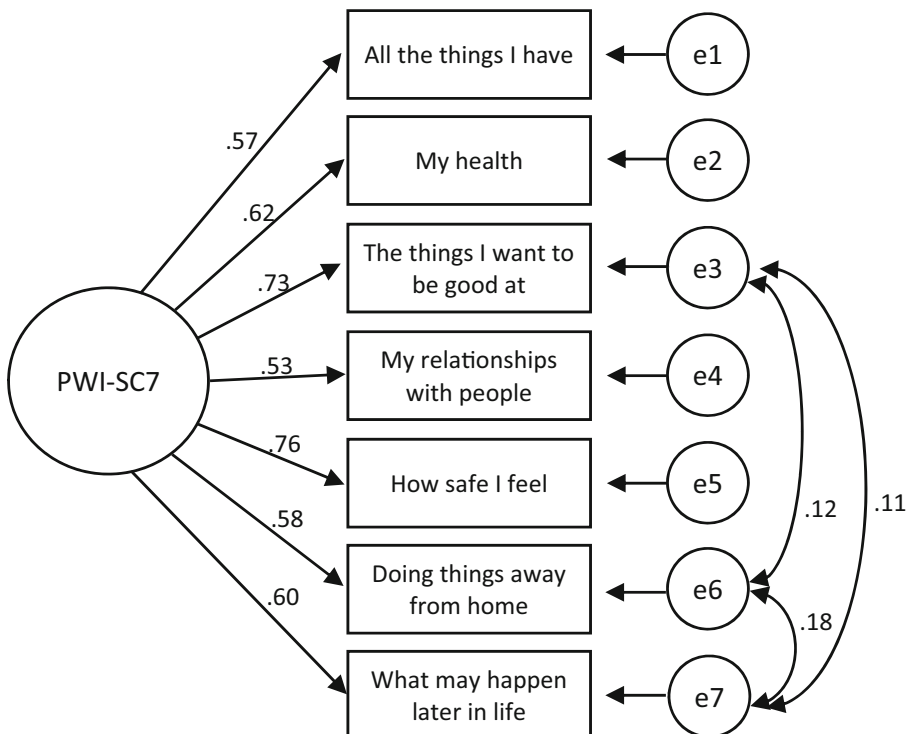 All the things I have
e1
.57
My health
e2
.62
The things I want to
be good at
e3
.73
PWI-SC7
My relationships
with people
e4
.53
How safe I feel
e5
.76
.12
.11
Doing things away
from home
e6
.58
.18
What may happen
later in life
e7
.60